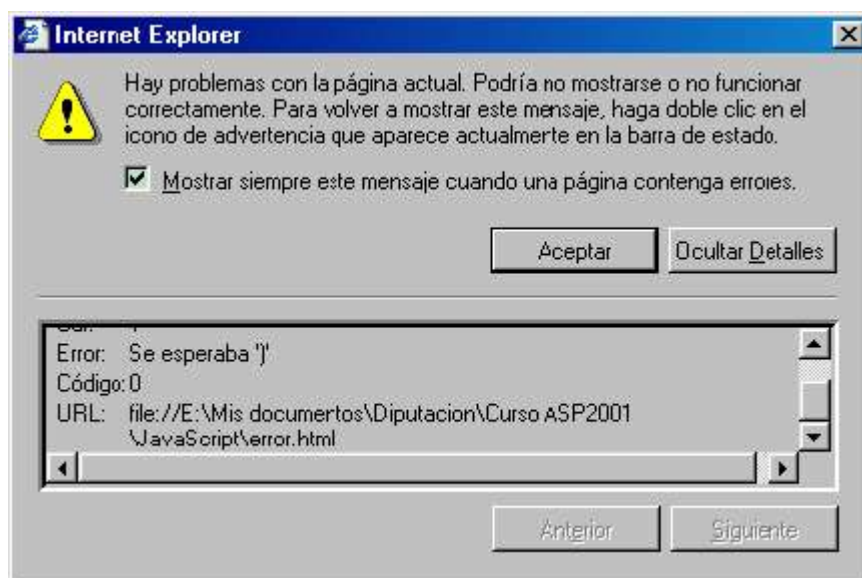 Internet Explorer
Hay problemas con la página actual. Podría no mostrarse o no funcionar
correctamente. Para volver a mostrar este mensaje, haga doble clic en el
icono de advertencia que aparece actualmente en la barra de estado.
Mostrar siempre este mensaje cuando una página contenga errores.
Aceptar
Ocultar Detalles
Error: Se esperaba ')'
Código: 0
URL: file://E:\Mis documentos\Diputacion\Curso ASP2001
\JavaScript\error.html
Anterior
Siguiente